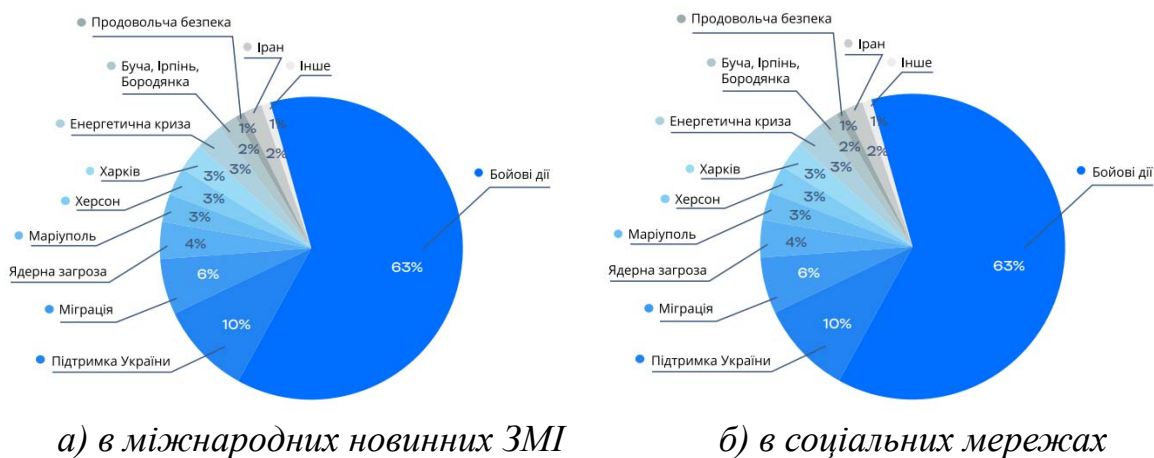 Продовольча безпека
Іран
Буча, Ірпінь,
Бородянка
Інше
Енергетична криза
Харків
Херсон
Маріуполь
Ядерна загроза
Міграція
Підтримка України
Бойові дії
1%
1%
2%
2%
3%
3%
3%
3%
4%
6%
10%
63%
а) в міжнародних новинних ЗМІ
Продовольча безпека
Іран
Буча, Ірпінь,
Бородянка
Інше
Енергетична криза
Харків
Херсон
Маріуполь
Ядерна загроза
Міграція
Підтримка України
Бойові дії
1%
1%
2%
2%
3%
3%
3%
3%
4%
6%
10%
63%
б) в соціальних мережах